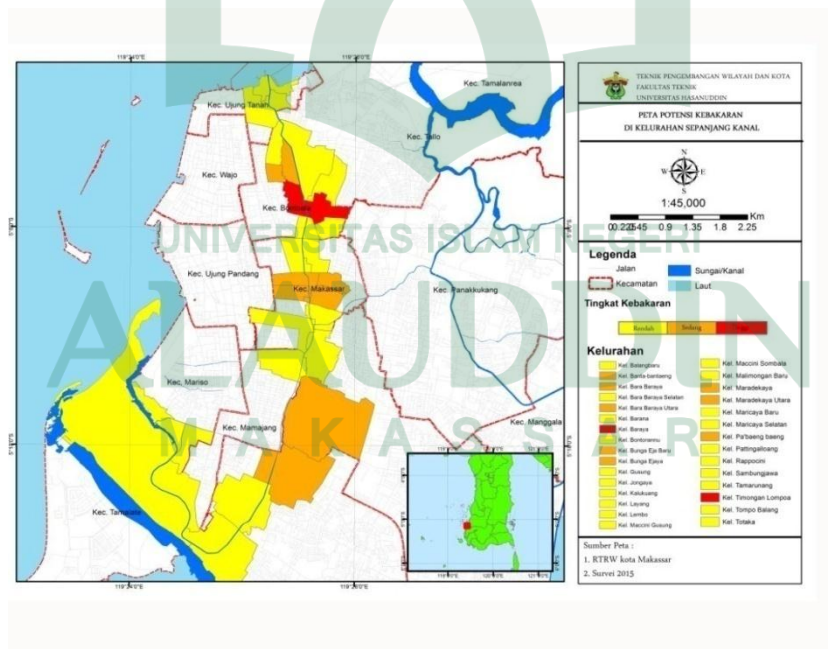 TEKNIK PENGEMBANGAN WILAYAH DAN KOTA
FAKULTAS TEKNIK
UNIVERSITAS HASANUDDIN
PETA POTENSI KEBAKARAN
DI KELURAHAN SEPANJANG KANAL
N
W E
S
1:45,000
Km
0.9 1.35 1.8 2.25
Legenda
Jalan
Sungai/Kanal
Kecamatan
Laut
Tingkat Kebakaran
Rendah Sedang
Kelurahan
Kel. Balangbaru
Kel. Bara Baraya
Kel. Bara Baraya Selatan
Kel. Bara Baraya Utara
Kel. Barana
Kel. Baraya
Kel. Bontorannu
Kel. Bunga Eja Baru
Kel. Bunga Ejaya
Kel. Gusung
Kel. Jongaya
Kel. Kalukuang
Kel. Layang
Kel. Lembo
Kel. Maccini Gusung
Kel. Maccini Sombala
Kel. Malimongan Baru
Kel. Maradekaya
Kel. Maradekaya Utara
Kel. Maricaya Baru
Kel. Maricaya Selatan
Kel. Pa'baeng baeng
Kel. Pattingalloang
Kel. Rappocini
Kel. Sambungjawa
Kel. Tamarunang
Kel. Timongan Lompoa
Kel. Tompo Balang
Kel. Totaka
Sumber Peta :
1. RTRW kota Makassar
2. Survei 2015
Kec. Tamalanrea
Kec. Ujung Tanah
Kec. Tallo
Kec. Wajo
Kec. Bontoala
Kec. Ujung Pandang
Kec. Makassar
Kec. Panakkukang
Kec. Mariso
Kec. Mamajang
Kec. Manggala
Kec. Tamalate
UNIVERSITAS ISLAM NEGERI
ALAUDDIN
MAKASSAR